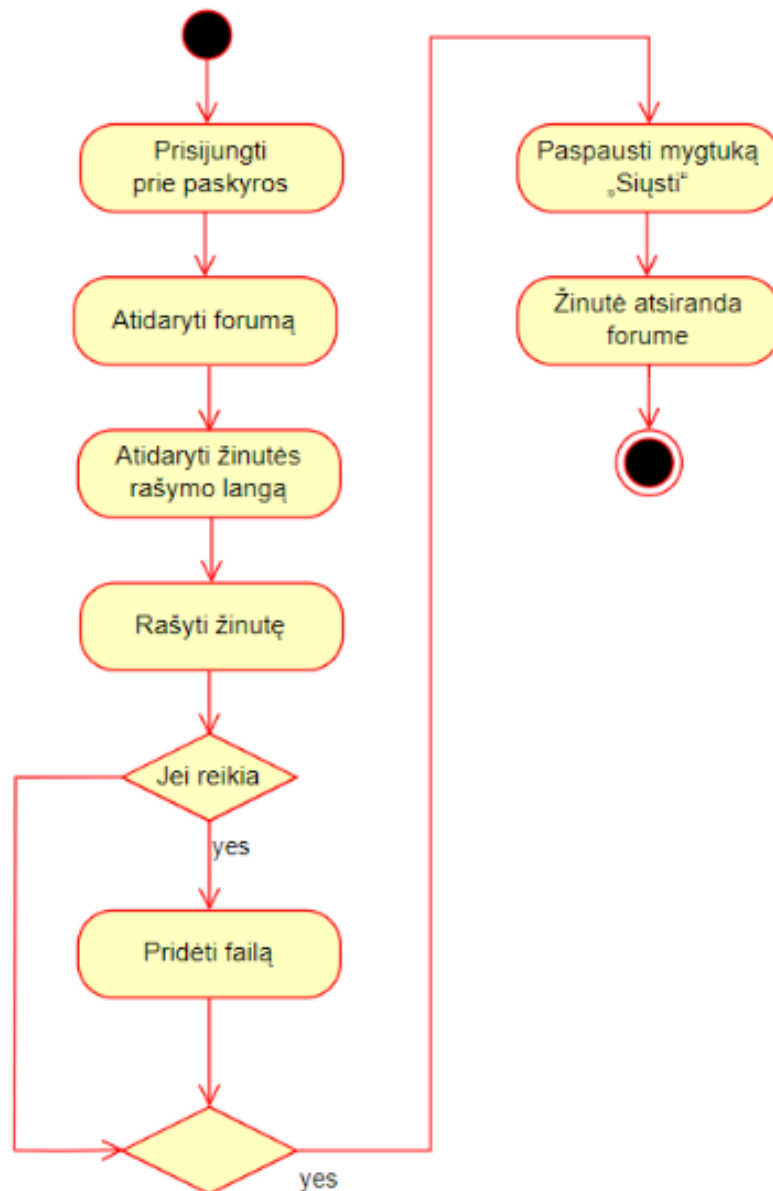 Prisijungti
prie paskyros
Atidaryti forumą
Atidaryti žinutės
rašymo langą
Rašyti žinutę
Jei reikia
yes
Pridėti failą
yes
Paspausti mygtuką
„Siųsti“
Žinutė atsiranda
forume